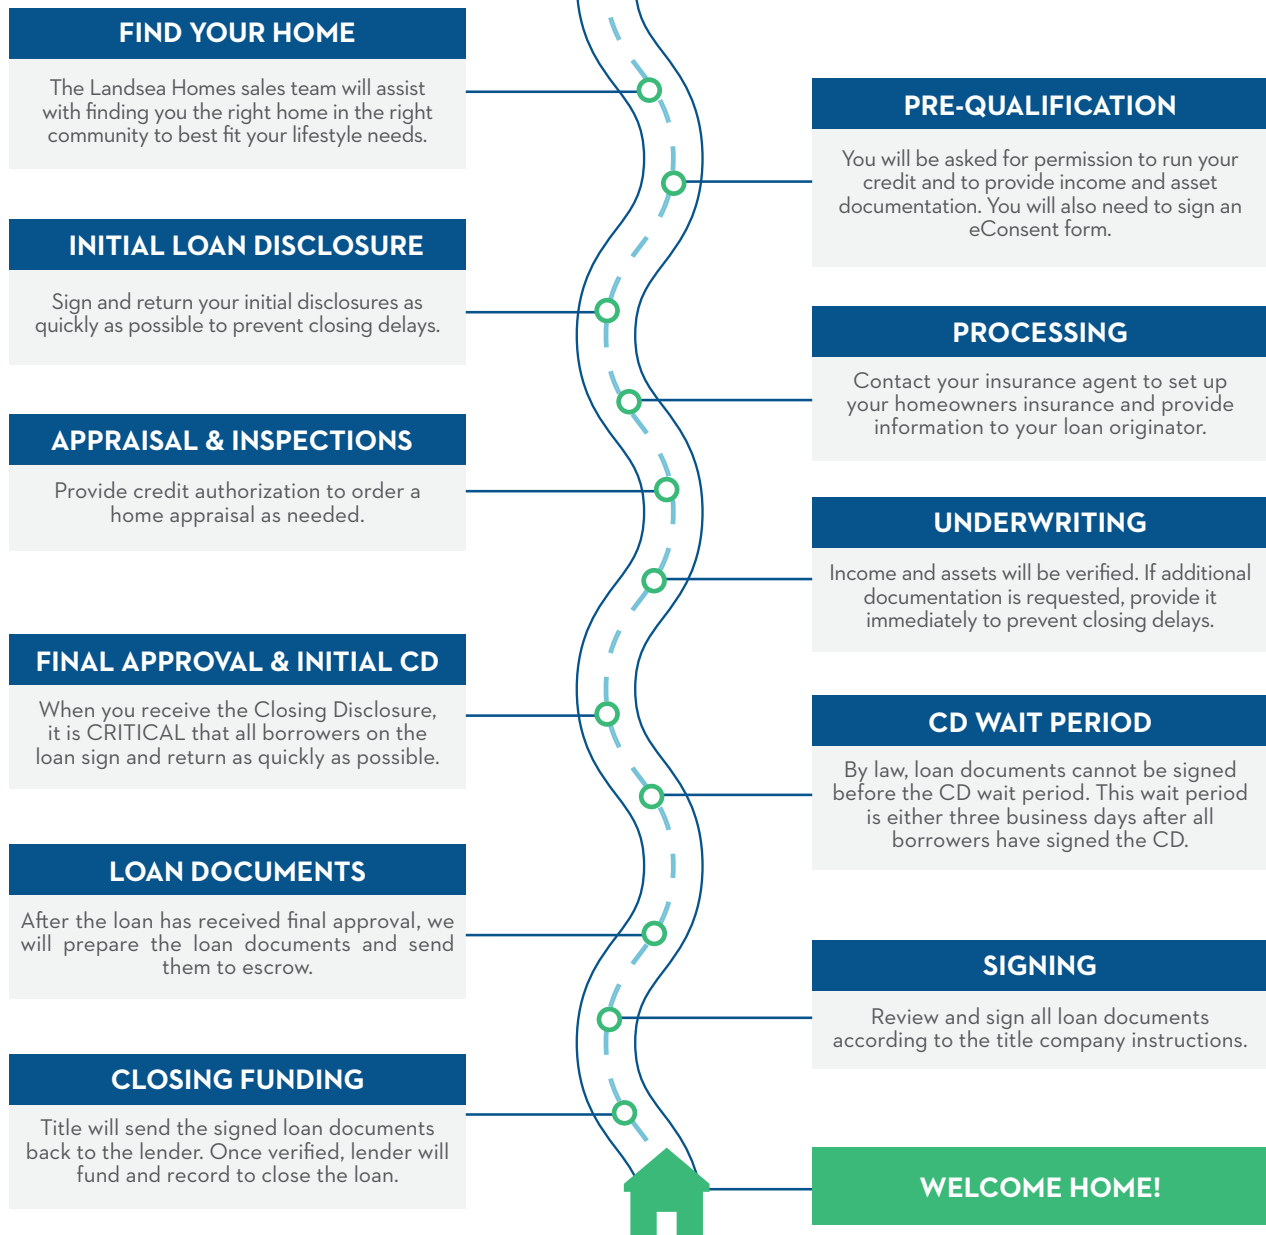 FIND YOUR HOME
The Landsea Homes sales team will assist
with finding you the right home in the right
community to best fit your lifestyle needs.
PRE-QUALIFICATION
You will be asked for permission to run your
credit and to provide income and asset
documentation. You will also need to sign an
eConsent form.
INITIAL LOAN DISCLOSURE
Sign and return your initial disclosures as
quickly as possible to prevent closing delays.
PROCESSING
Contact your insurance agent to set up
your homeowners insurance and provide
information to your loan originator.
APPRAISAL & INSPECTIONS
Provide credit authorization to order a
home appraisal as needed.
UNDERWRITING
Income and assets will be verified. If additional
documentation is requested, provide it
immediately to prevent closing delays.
FINAL APPROVAL & INITIAL CD
When you receive the Closing Disclosure,
it is CRITICAL that all borrowers on the
loan sign and return as quickly as possible.
CD WAIT PERIOD
By law, loan documents cannot be signed
before the CD wait period. This wait period
is either three business days after all
borrowers have signed the CD.
LOAN DOCUMENTS
After the loan has received final approval, we
will prepare the loan documents and send
them to escrow.
SIGNING
Review and sign all loan documents
according to the title company instructions.
CLOSING FUNDING
Title will send the signed loan documents
back to the lender. Once verified, lender will
fund and record to close the loan.
WELCOME HOME!